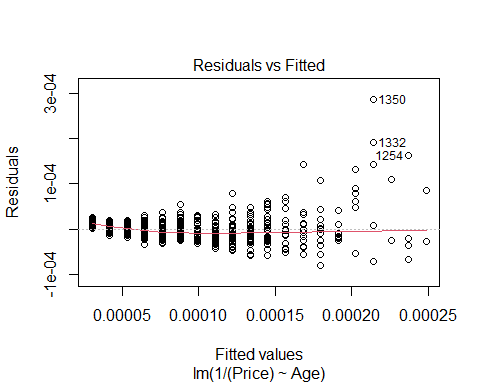 Residuals vs Fitted
Residuals
3e-04
1e-04
-1e-04
1350
1332
1254
0.00005 0.00010 0.00015 0.00020 0.00025
Fitted values
lm(1/(Price) ~ Age)